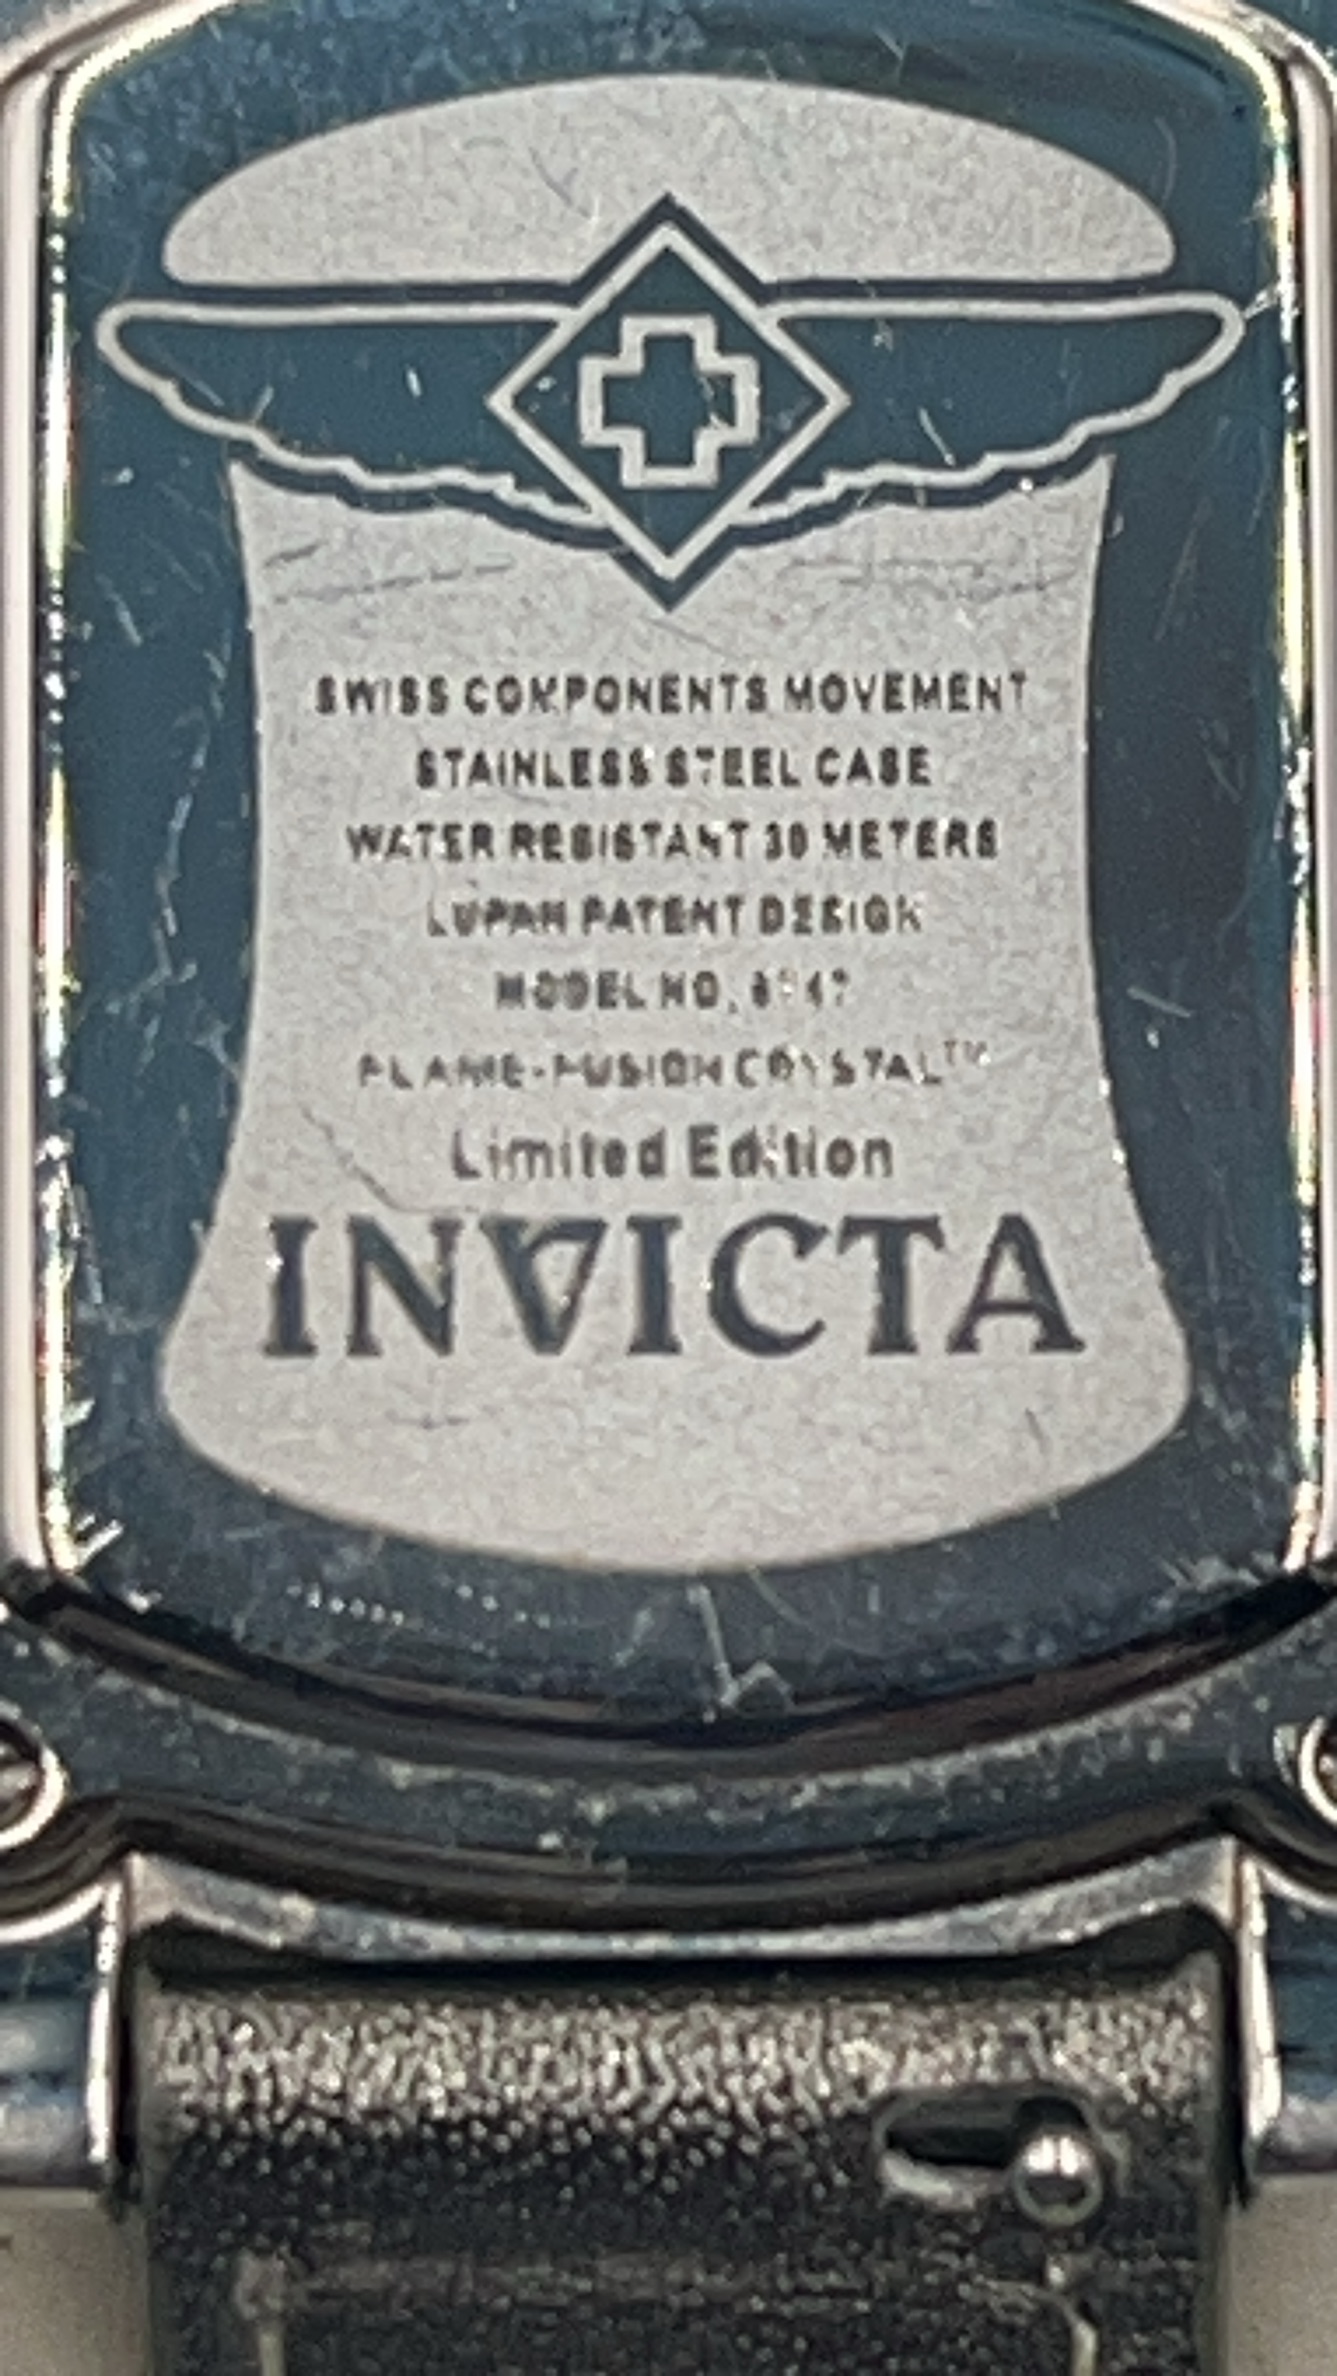 SWISS COMPONENTS MOVEMENT
STAINLESS STEEL CASE
WATER RESISTANT 30 METERS
LUPAH PATENT DESIGN
MODEL NO.
FLAME-FUSION CRYSTAL™
Limited Edition
INVICTA